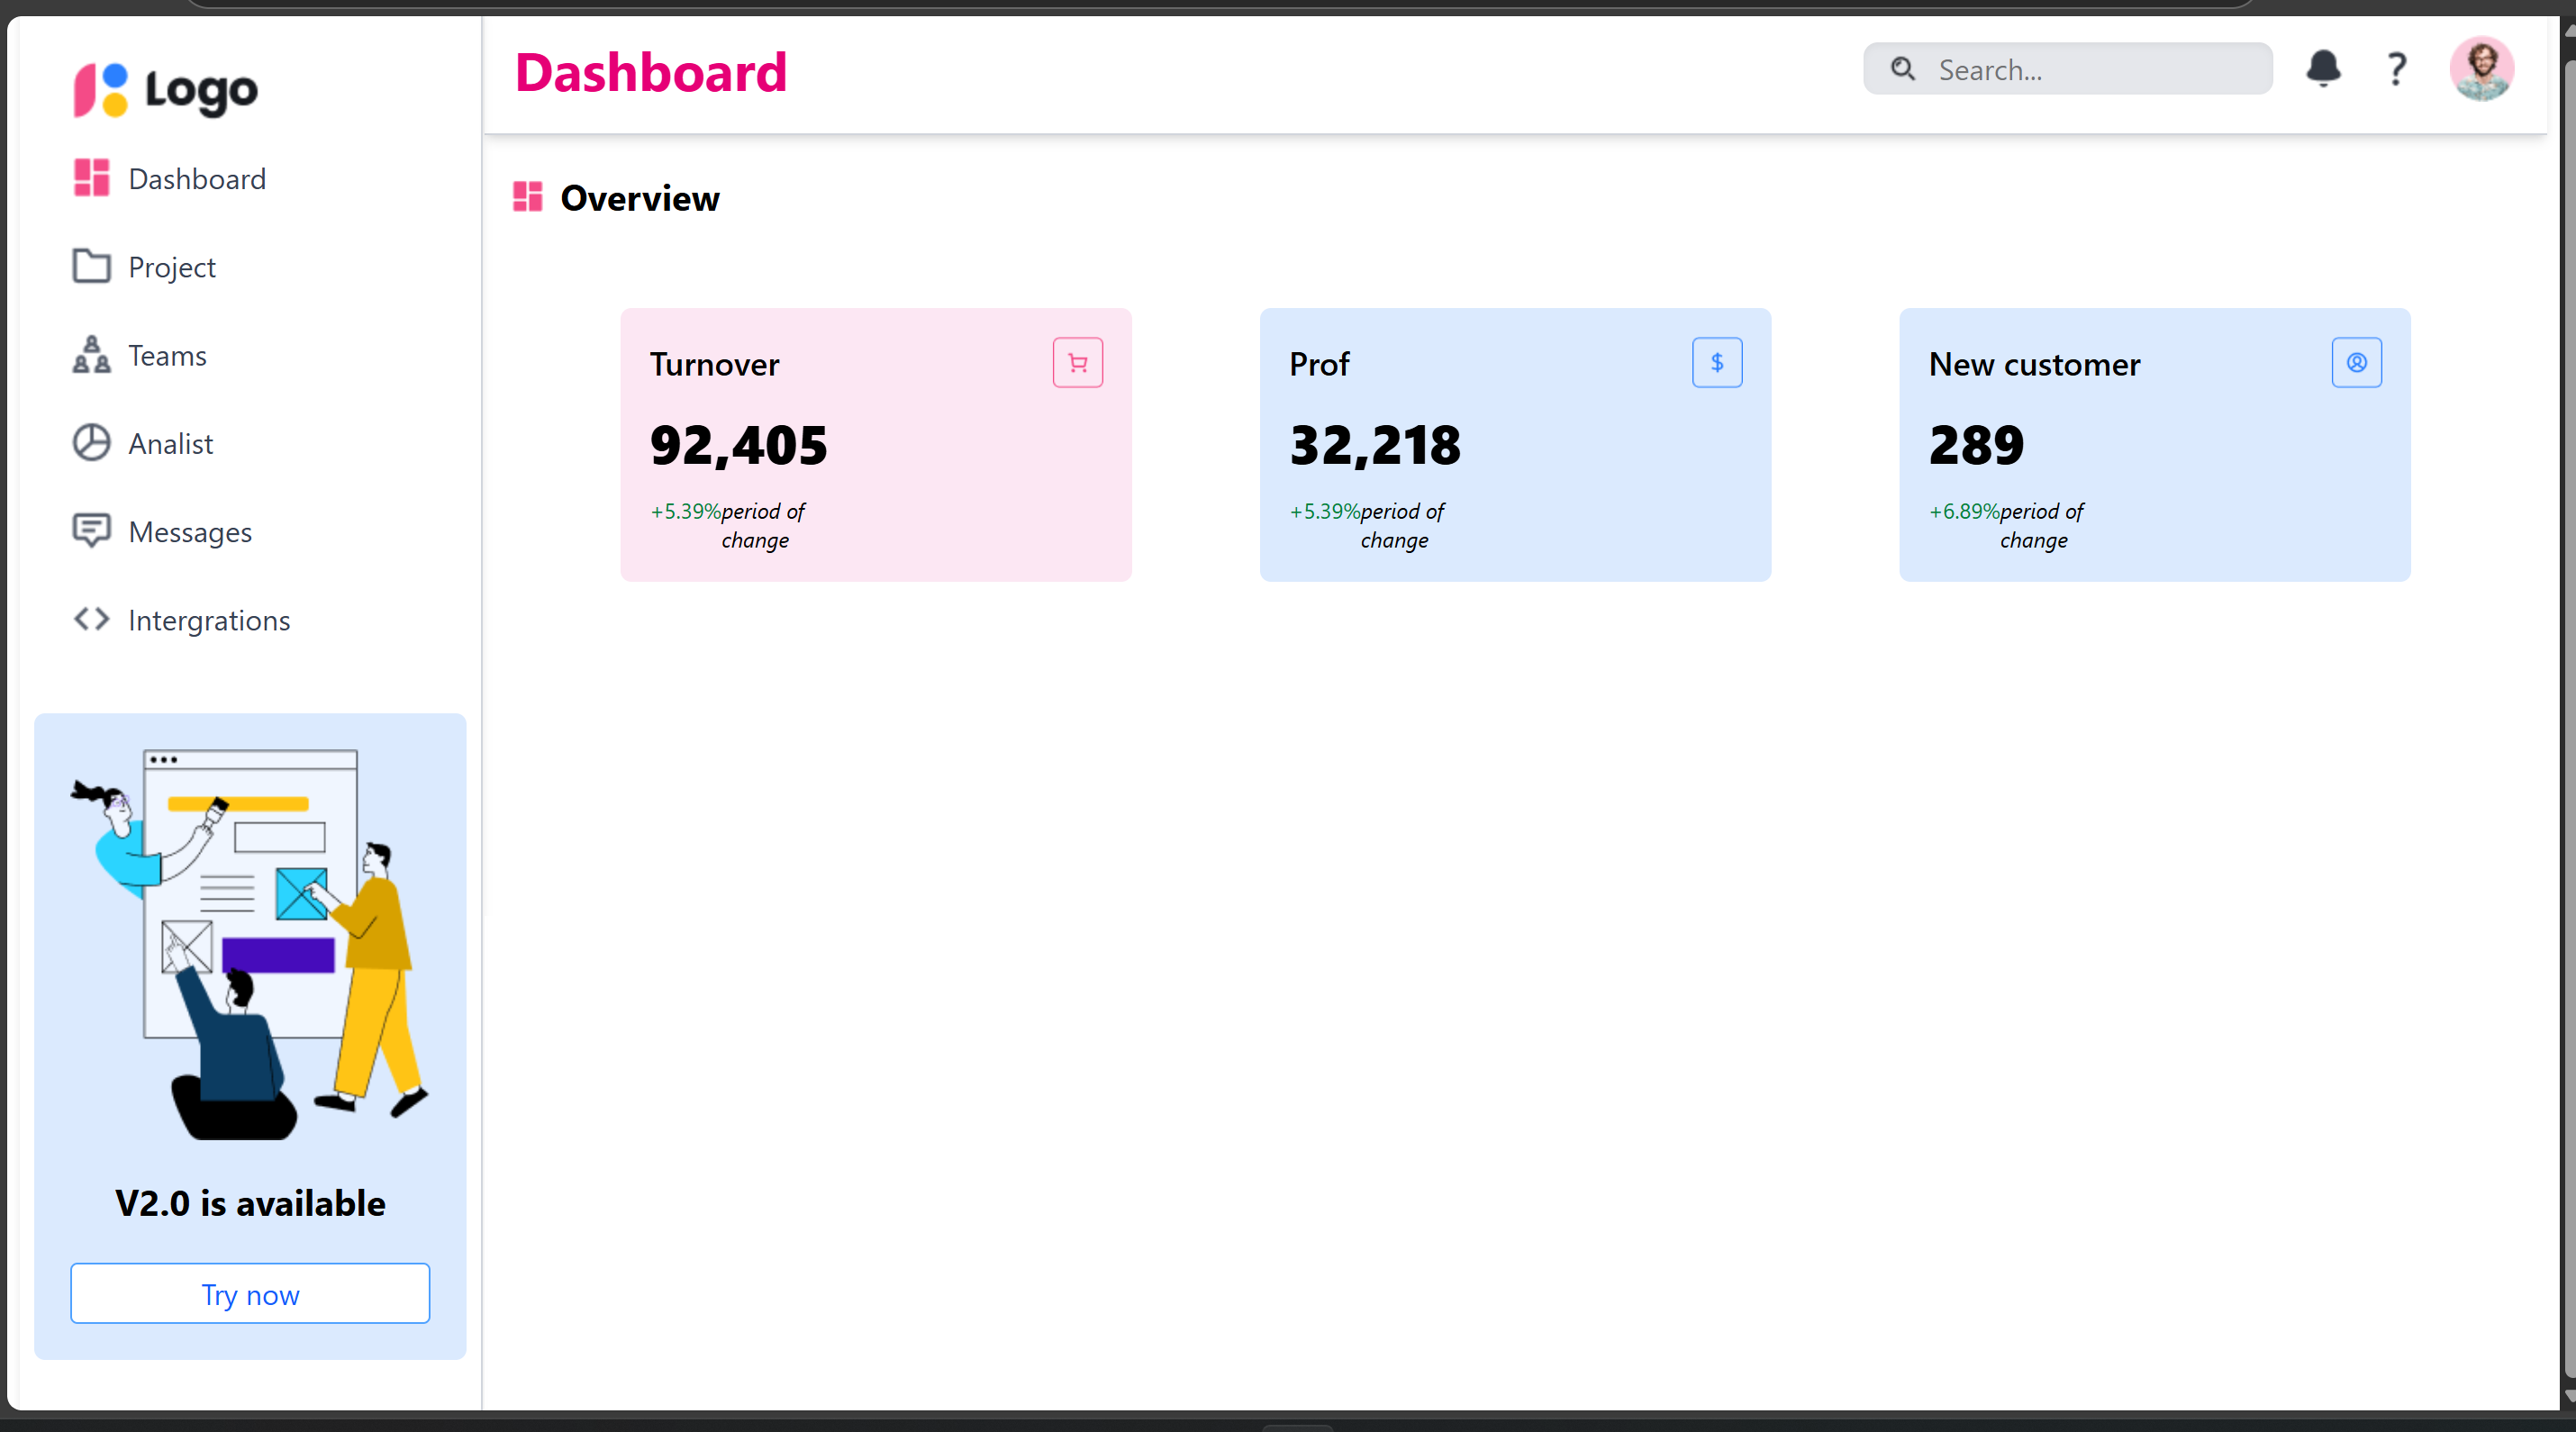 Logo
Dashboard
Project
Teams
Analist
Messages
Intergrations
V2.0 is available
Try now
Dashboard
Search...
?
Overview
Turnover
92,405
+5.39%period of
change
Prof
$
32,218
+5.39%period of
change
New customer
289
+6.89%period of
change